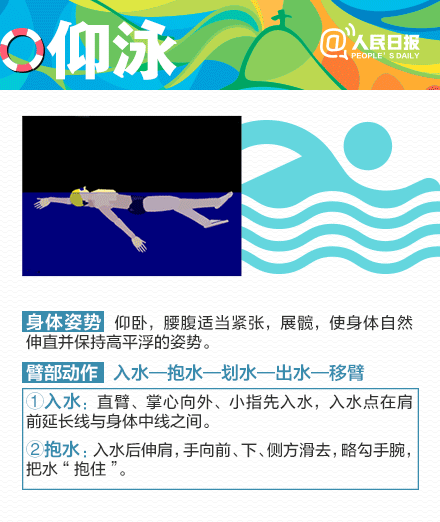 仰泳
@人民日报
PEOPLE'S DAILY
身体姿势 仰卧，腰腹适当紧张，展髋，使身体自然
伸直并保持高平浮的姿势。
臂部动作 入水—抱水—划水—出水—移臂
①入水：直臂、掌心向外、小指先入水，入水点在肩
前延长线与身体中线之间。
②抱水：入水后伸肩，手向前、下、侧方滑去，略勾手腕，
把水“抱住”。